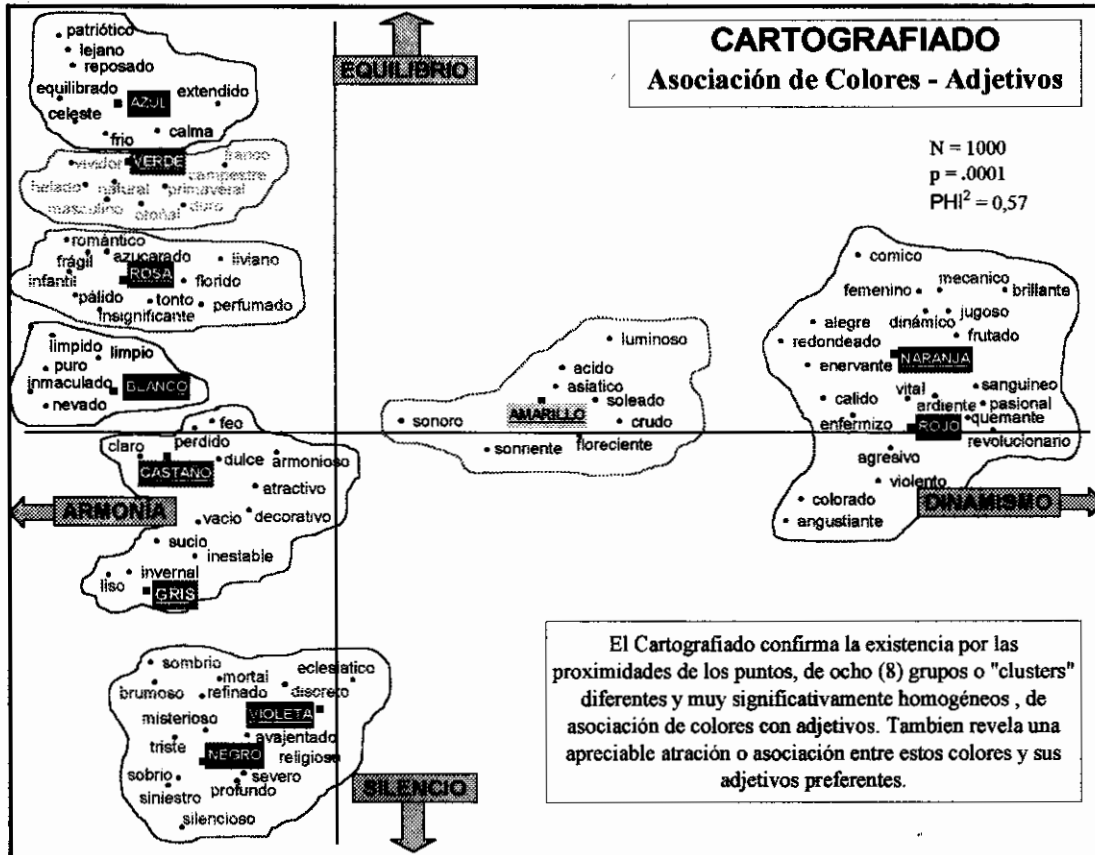 CARTOGRAFIADO
Asociación de Colores - Adjetivos
N = 1000
p = .0001
PHI² = 0,57
EQUILIBRIO
patriótico
lejano
reposado
equilibrado
AZUL
extendido
celeste
frio
calma
vividor
VERDE
franco
campestre
helado
natural
primaveral
masculino
otoñal
duro
romántico
azucarado
liviano
frágil
ROSA
infantil
florido
pálido
tonto
perfumado
insignificante
limpido
limpio
puro
inmaculado
BLANCO
nevado
feo
perdido
claro
dulce
armonioso
CASTAÑO
atractivo
ARMONÍA
vacio
decorativo
sucio
inestable
invernal
liso
GRIS
luminoso
acido
asiatico
soleado
AMARILLO
sonoro
crudo
sonriente
floreciente
comico
mecanico
femenino
brillante
jugoso
alegre
dinámico
redondeado
frutado
NARANJA
enervante
sanguineo
vital
calido
ardiente
pasional
quemante
enfermizo
ROJO
revolucionario
agresivo
violento
colorado
DINAMISMO
angustiante
sombrio
eclesiatico
mortal
brumoso
refinado
discreto
misterioso
VIOLETA
avajentado
triste
NEGRO
religioso
sobrio
severo
siniestro
profundo
silencioso
SILENCIO
El Cartografiado confirma la existencia por las
proximidades de los puntos, de ocho (8) grupos o "clusters"
diferentes y muy significativamente homogéneos , de
asociación de colores con adjetivos. Tambien revela una
apreciable atración o asociación entre estos colores y sus
adjetivos preferentes.